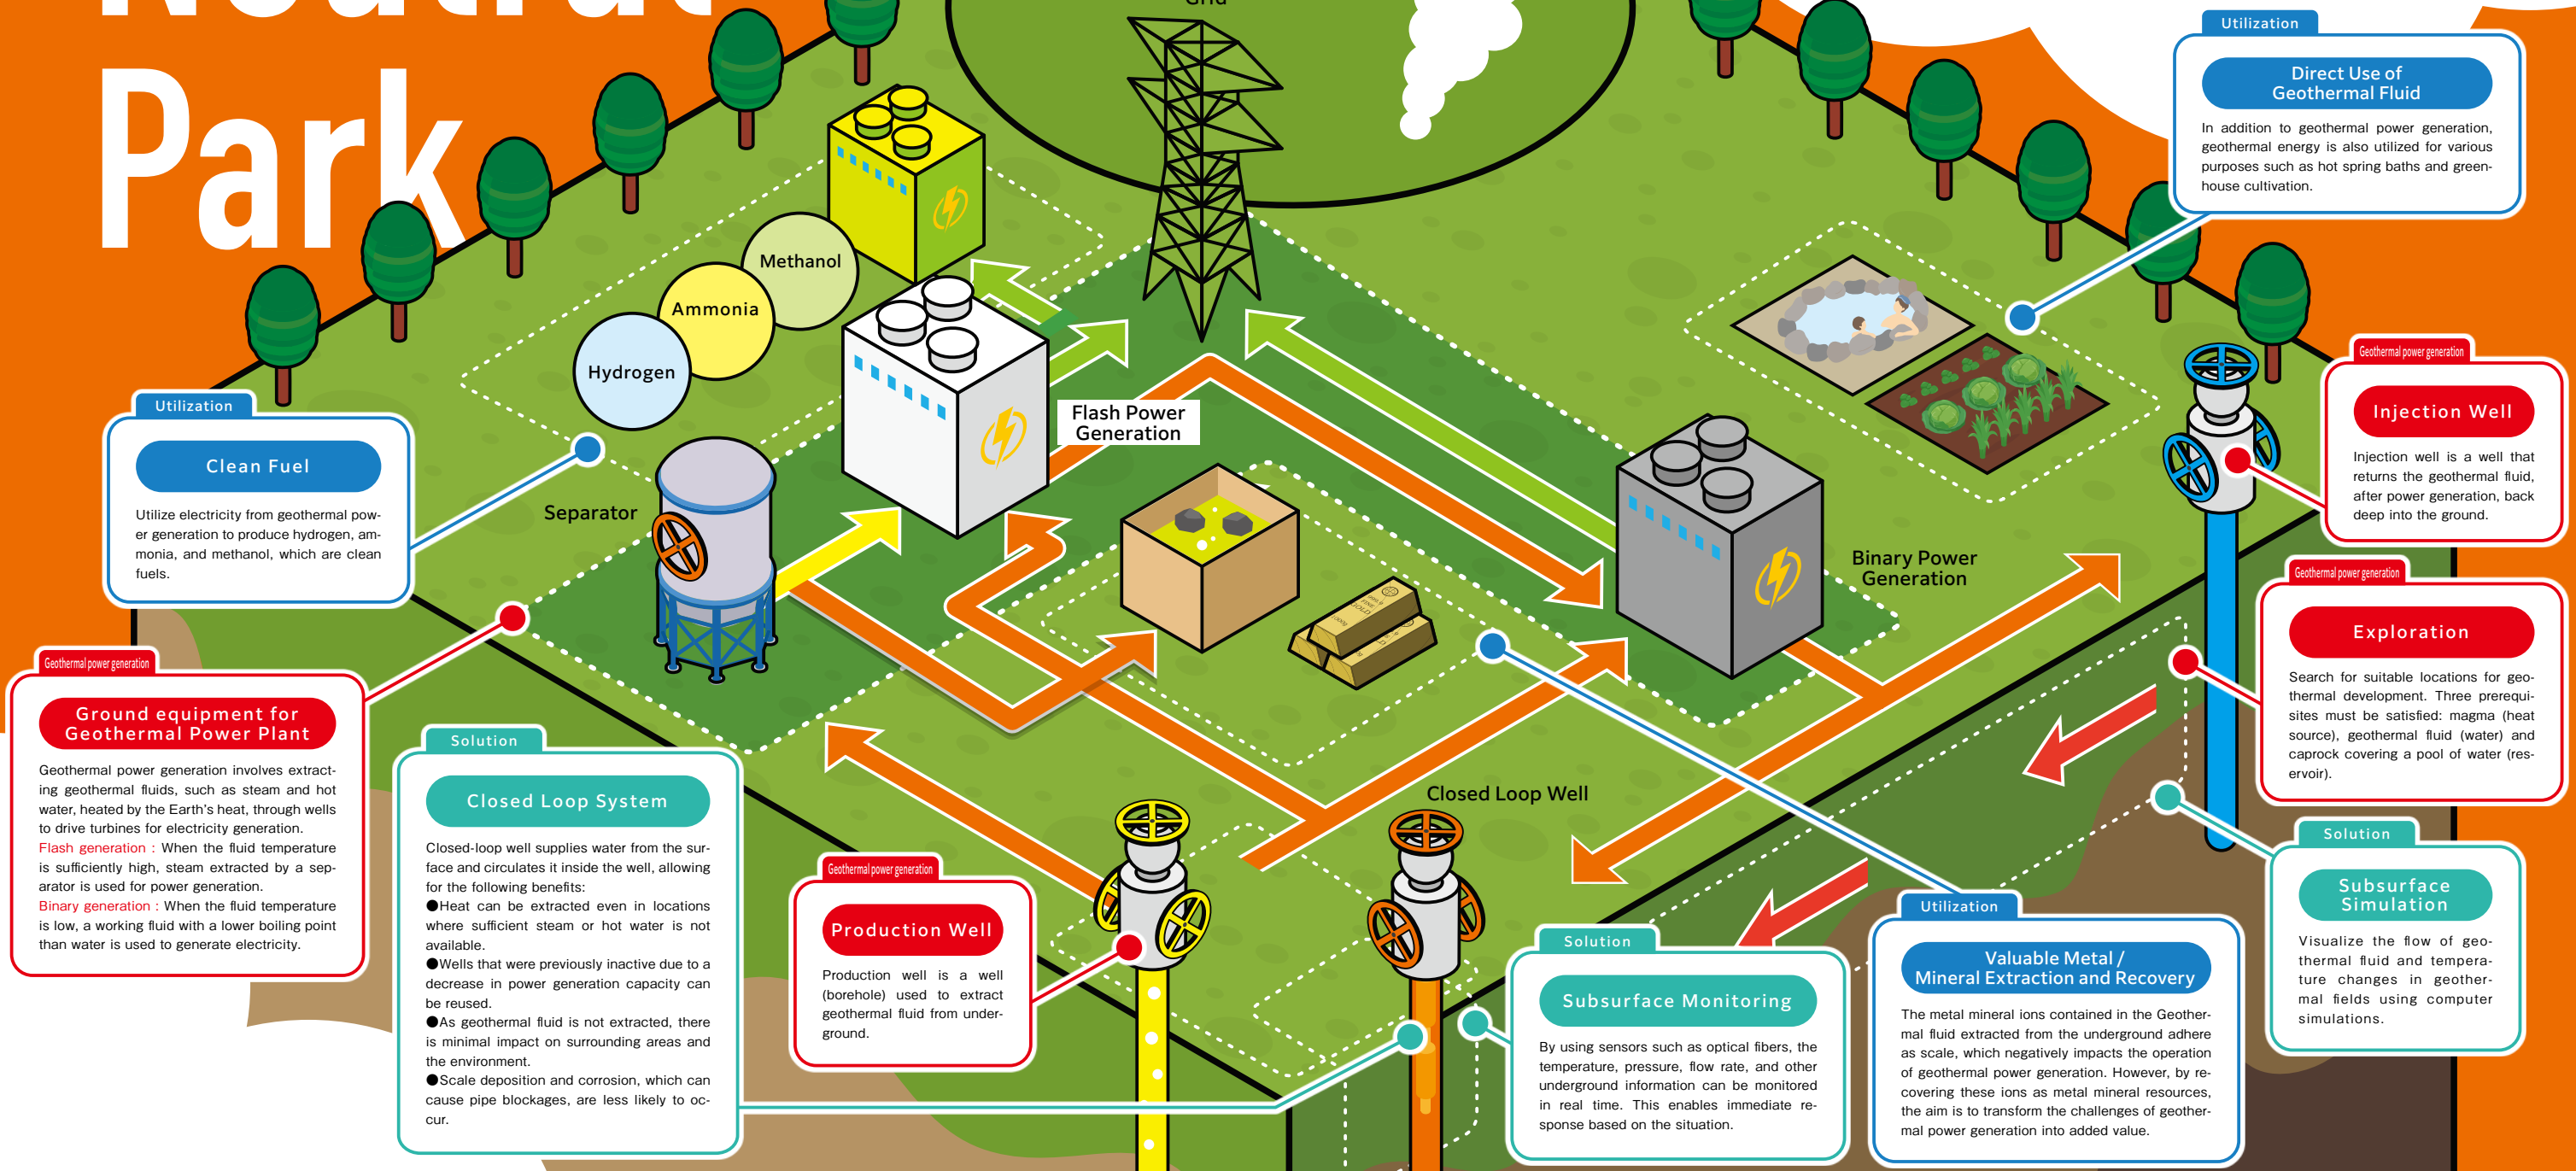 Neutral
Park
Grid
Utilization
Direct Use of
Geothermal Fluid
In addition to geothermal power generation,
geothermal energy is also utilized for various
purposes such as hot spring baths and green-
house cultivation.
Methanol
Ammonia
Hydrogen
Flash Power
Generation
Separator
Binary Power
Generation
Closed Loop Well
Utilization
Clean Fuel
Utilize electricity from geothermal pow-
er generation to produce hydrogen, am-
monia, and methanol, which are clean
fuels.
Geothermal power generation
Injection Well
Injection well is a well that
returns the geothermal fluid,
after power generation, back
deep into the ground.
Geothermal power generation
Exploration
Search for suitable locations for geo-
thermal development. Three prerequi-
sites must be satisfied: magma (heat
source), geothermal fluid (water) and
caprock covering a pool of water (res-
ervoir).
Geothermal power generation
Ground equipment for
Geothermal Power Plant
Geothermal power generation involves extract-
ing geothermal fluids, such as steam and hot
water, heated by the Earth's heat, through wells
to drive turbines for electricity generation.
Flash generation : When the fluid temperature
is sufficiently high, steam extracted by a sep-
arator is used for power generation.
Binary generation : When the fluid temperature
is low, a working fluid with a lower boiling point
than water is used to generate electricity.
Solution
Closed Loop System
Closed-loop well supplies water from the sur-
face and circulates it inside the well, allowing
for the following benefits:
●Heat can be extracted even in locations
where sufficient steam or hot water is not
available.
●Wells that were previously inactive due to a
decrease in power generation capacity can
be reused.
●As geothermal fluid is not extracted, there
is minimal impact on surrounding areas and
the environment.
●Scale deposition and corrosion, which can
cause pipe blockages, are less likely to oc-
cur.
Geothermal power generation
Production Well
Production well is a well
(borehole) used to extract
geothermal fluid from under-
ground.
Solution
Subsurface Monitoring
By using sensors such as optical fibers, the
temperature, pressure, flow rate, and other
underground information can be monitored
in real time. This enables immediate re-
sponse based on the situation.
Utilization
Valuable Metal /
Mineral Extraction and Recovery
The metal mineral ions contained in the Geother-
mal fluid extracted from the underground adhere
as scale, which negatively impacts the operation
of geothermal power generation. However, by re-
covering these ions as metal mineral resources,
the aim is to transform the challenges of geother-
mal power generation into added value.
Solution
Subsurface
Simulation
Visualize the flow of geo-
thermal fluid and tempera-
ture changes in geother-
mal fields using computer
simulations.